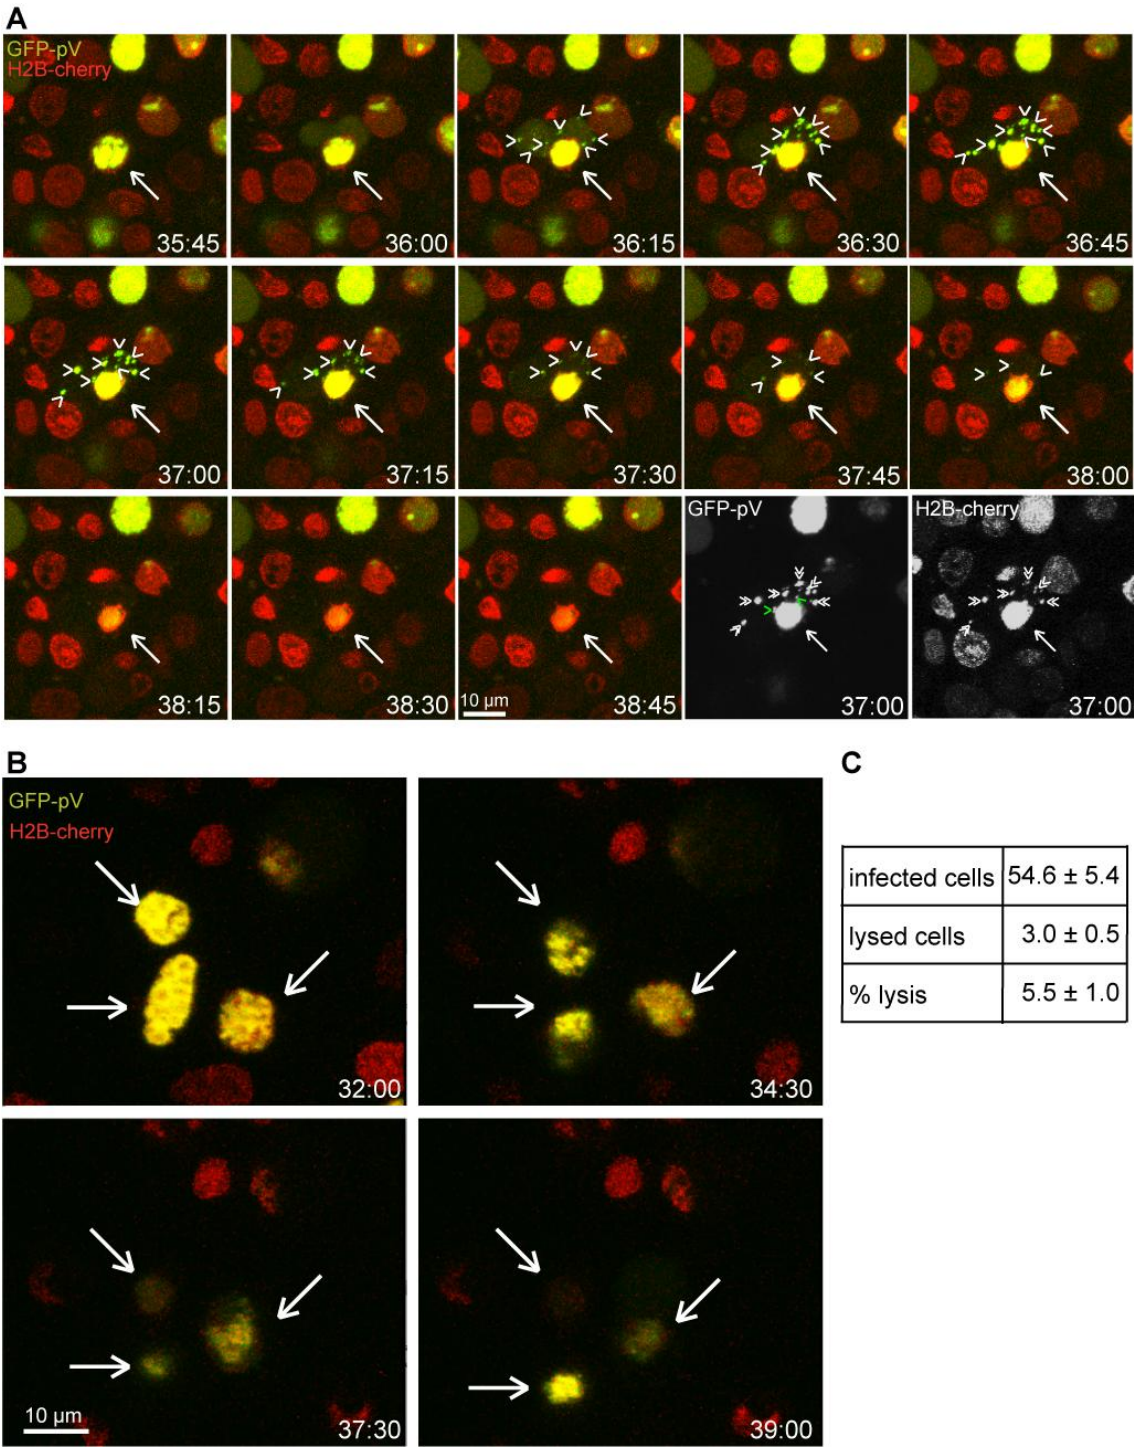 A
GFP-pV
H2B-cherry
35:45
36:00
36:15
36:30
36:45
37:00
37:15
37:30
37:45
38:00
38:15
38:30
10 µm
38:45
GFP-pV
37:00
H2B-cherry
37:00
B
GFP-pV
H2B-cherry
32:00
34:30
10 µm
37:30
39:00
C
infected cells 54.6 ± 5.4
lysed cells 3.0 ± 0.5
% lysis 5.5 ± 1.0